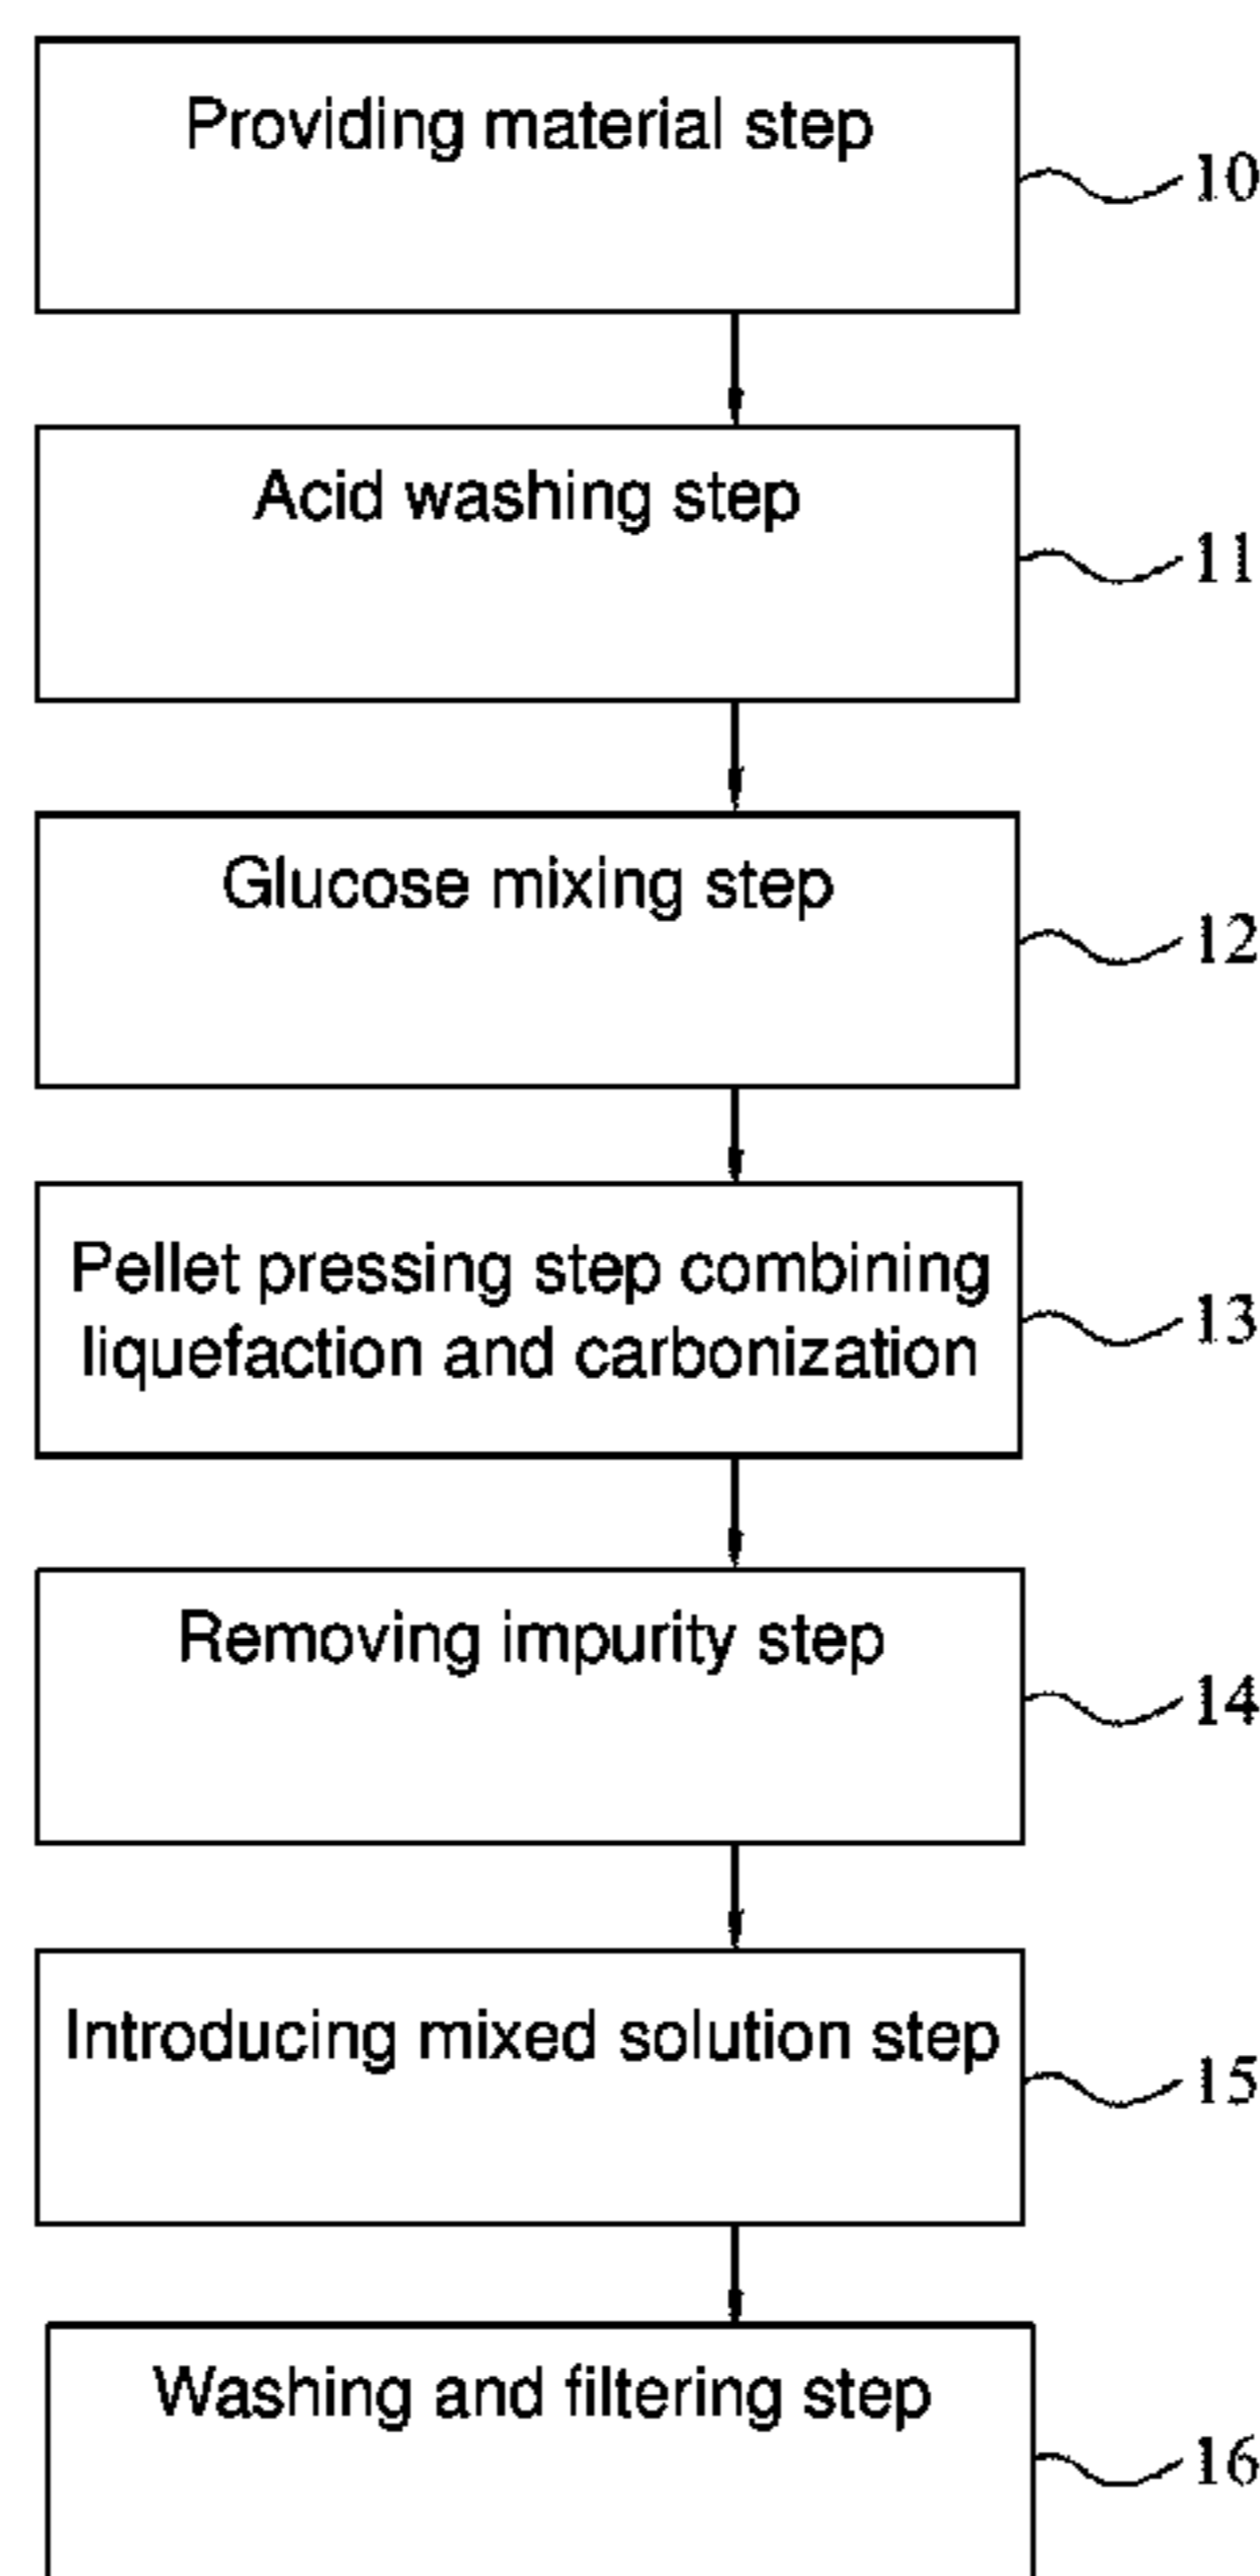 Providing material step
10
Acid washing step
11
Glucose mixing step
12
Pellet pressing step combining
liquefaction and carbonization
13
Removing impurity step
14
Introducing mixed solution step
15
Washing and filtering step
16